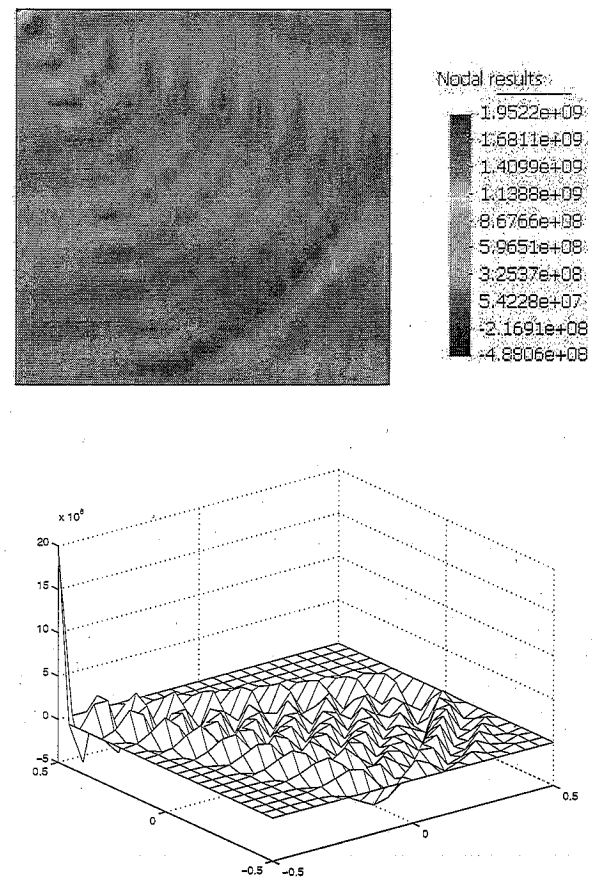 Nodal results
1.9522e+09
1.6811e+09
1.4099e+09
1.1388e+09
8.6766e+08
5.9651e+08
3.2537e+08
5.4228e+07
-2.1691e+08
-4.8806e+08
x 10⁸
20
15
10
5
0
-5
0.5
0
-0.5
-0.5
0
0.5